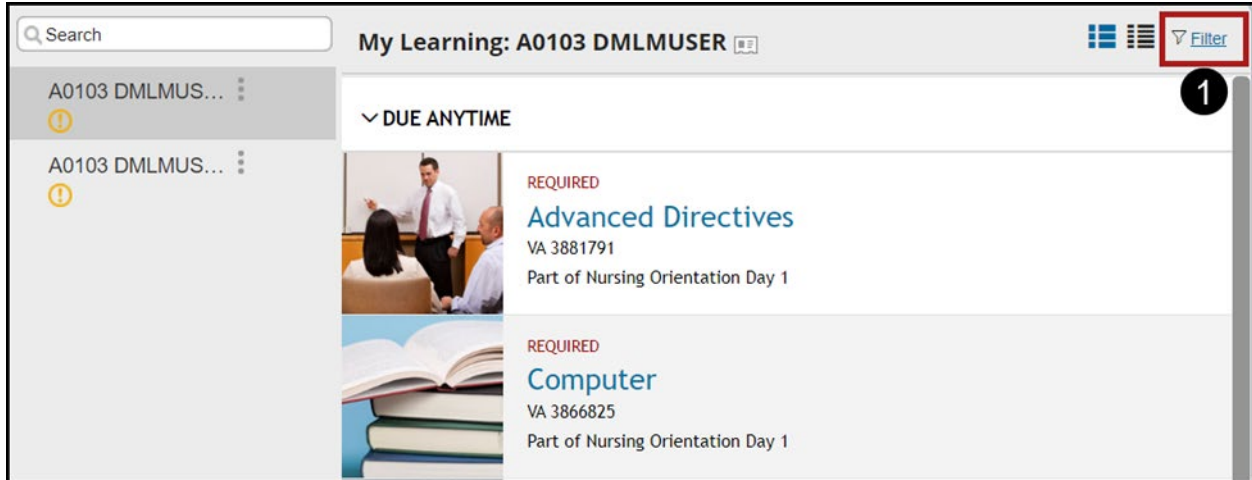 Search
A0103 DMLMUS...
A0103 DMLMUS...
My Learning: A0103 DMLMUSER
Filter
1
DUE ANYTIME
REQUIRED
Advanced Directives
VA 3881791
Part of Nursing Orientation Day 1
REQUIRED
Computer
VA 3866825
Part of Nursing Orientation Day 1